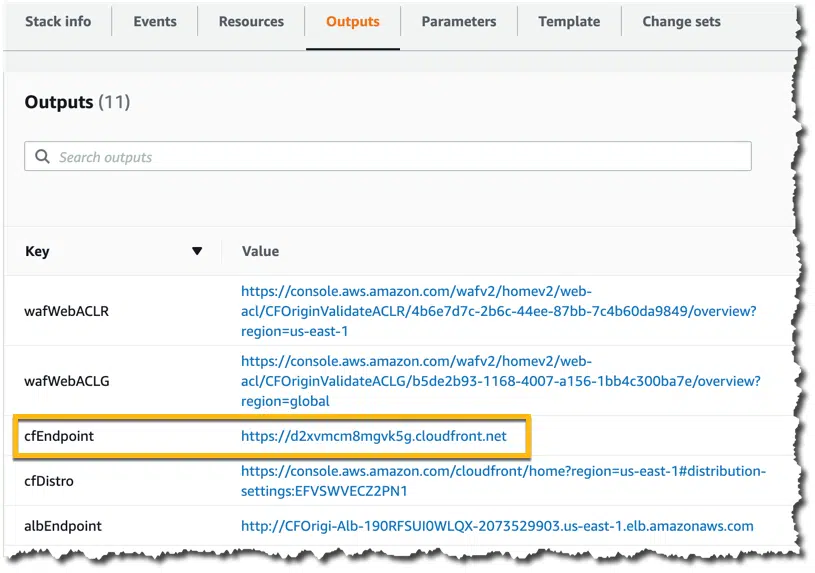 Stack info Events Resources Outputs Parameters Template Change sets
Outputs (11)
Search outputs
Key Value
wafWebACLR
https://console.aws.amazon.com/wafv2/homev2/web-
acl/CFOriginValidateACLR/4b6e7d7c-2b6c-44ee-87bb-7c4b60da9849/overview?
region=us-east-1
wafWebACLG
https://console.aws.amazon.com/wafv2/homev2/web-
acl/CFOriginValidateACLG/b5de2b93-1168-4007-a156-1bb4c300ba7e/overview?
region=global
cfEndpoint https://d2xvmcm8mgvk5g.cloudfront.net
cfDistro
https://console.aws.amazon.com/cloudfront/home?region=us-east-1#distribution-
settings:EFVSWVECZ2PN1
albEndpoint http://CFOrigi-Alb-190RFSUI0WLQX-2073529903.us-east-1.elb.amazonaws.com